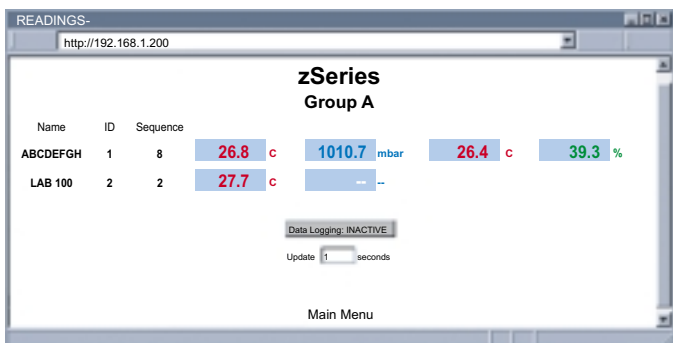 READINGS-
http://192.168.1.200
zSeries
Group A
Name ID Sequence
ABCDEFGH 1 8 26.8 C 1010.7 mbar 26.4 C 39.3 %
LAB 100 2 2 27.7 C -- --
Data Logging: INACTIVE
Update 1 seconds
Main Menu